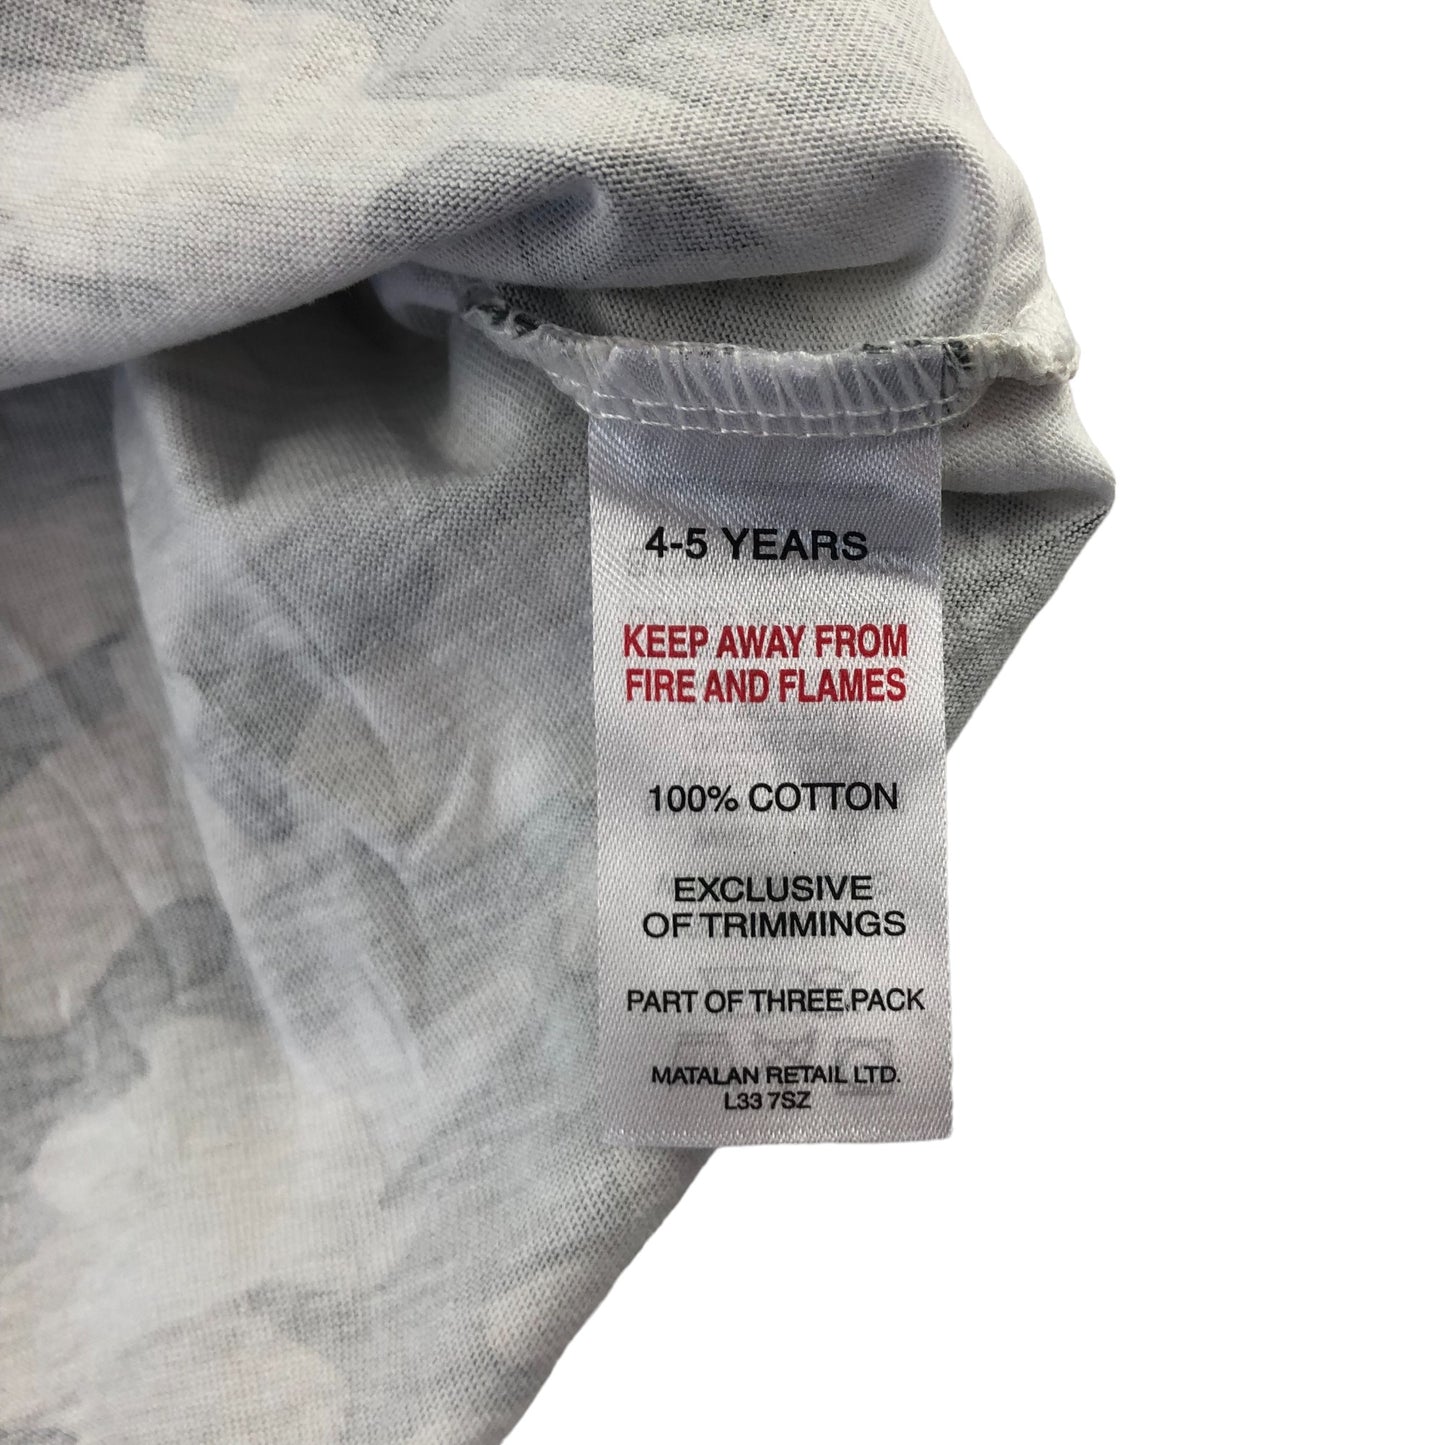 4-5 YEARS
KEEP AWAY FROM
FIRE AND FLAMES
100% COTTON
EXCLUSIVE
OF TRIMMINGS
PART OF THREE PACK
MATALAN RETAIL LTD.
L33 7SZ